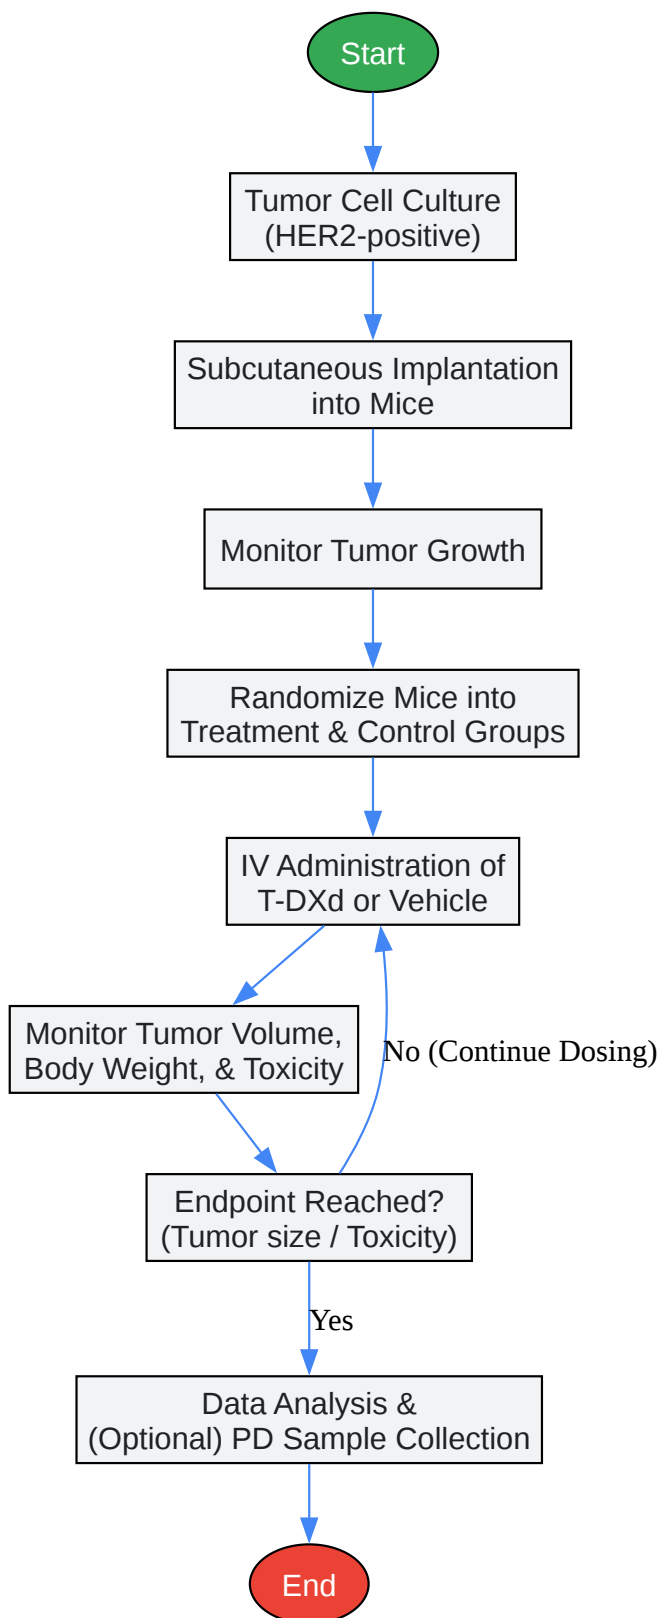 Start
Tumor Cell Culture
(HER2-positive)
Subcutaneous Implantation
into Mice
Monitor Tumor Growth
Randomize Mice into
Treatment & Control Groups
IV Administration of
T-DXd or Vehicle
Monitor Tumor Volume,
Body Weight, & Toxicity
No (Continue Dosing)
Endpoint Reached?
(Tumor size / Toxicity)
Yes
Data Analysis &
(Optional) PD Sample Collection
End